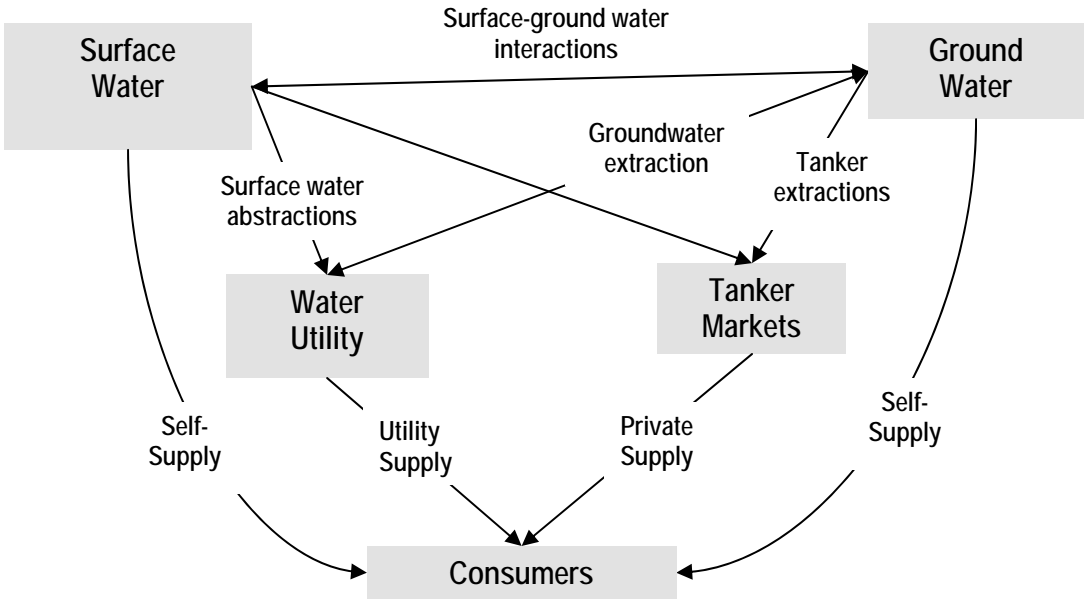 Surface-ground water
interactions
Surface
Water
Ground
Water
Groundwater
extraction
Tanker
extractions
Surface water
abstractions
Water
Utility
Tanker
Markets
Self-
Supply
Utility
Supply
Private
Supply
Self-
Supply
Consumers